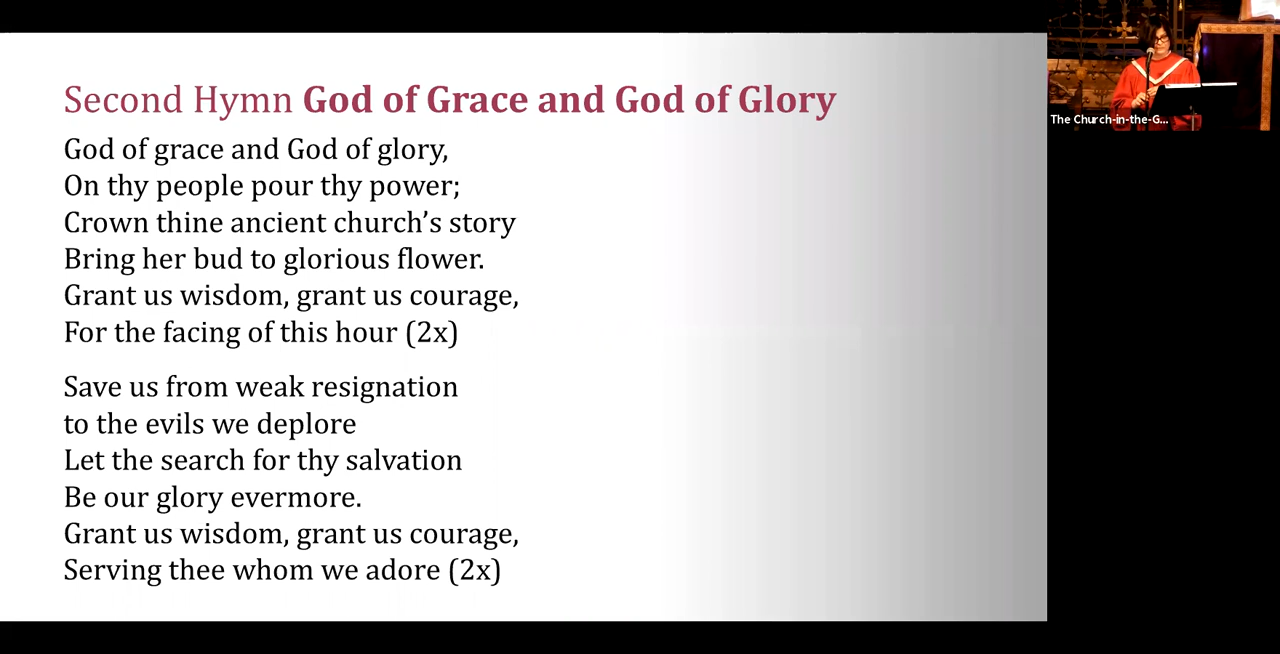 Second Hymn God of Grace and God of Glory
God of grace and God of glory,
On thy people pour thy power;
Crown thine ancient church’s story
Bring her bud to glorious flower.
Grant us wisdom, grant us courage,
For the facing of this hour (2x)
Save us from weak resignation
to the evils we deplore
Let the search for thy salvation
Be our glory evermore.
Grant us wisdom, grant us courage,
Serving thee whom we adore (2x)
The Church-in-the-G...